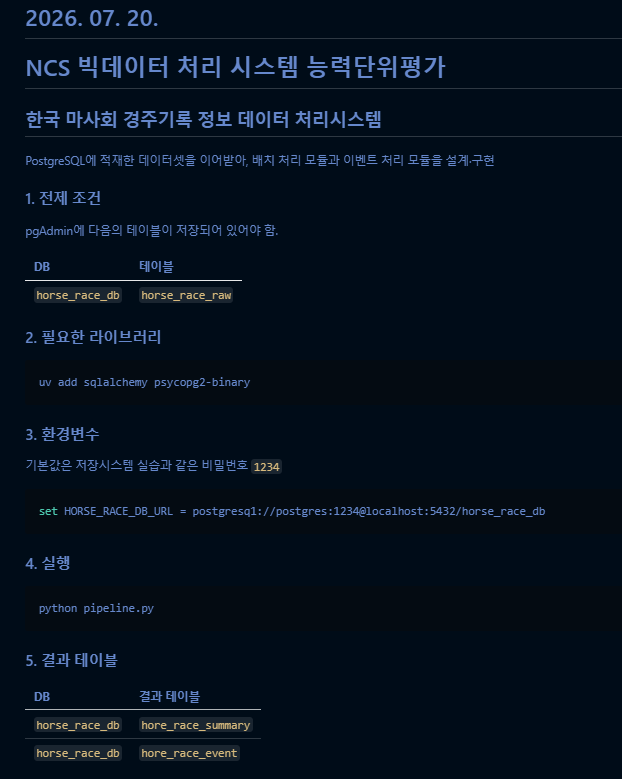 2026. 07. 20.
NCS 빅데이터 처리 시스템 능력단위평가
한국 마사회 경주기록 정보 데이터 처리시스템
PostgreSQL에 적재한 데이터셋을 이어받아, 배치 처리 모듈과 이벤트 처리 모듈을 설계·구현
1. 전제 조건
pgAdmin에 다음의 테이블이 저장되어 있어야 함.
DB 테이블
horse_race_db horse_race_raw
2. 필요한 라이브러리
uv add sqlalchemy psycopg2-binary
3. 환경변수
기본값은 저장시스템 실습과 같은 비밀번호 1234
set HORSE_RACE_DB_URL = postgresq1://postgres:1234@localhost:5432/horse_race_db
4. 실행
python pipeline.py
5. 결과 테이블
DB 결과 테이블
horse_race_db hore_race_summary
horse_race_db hore_race_event